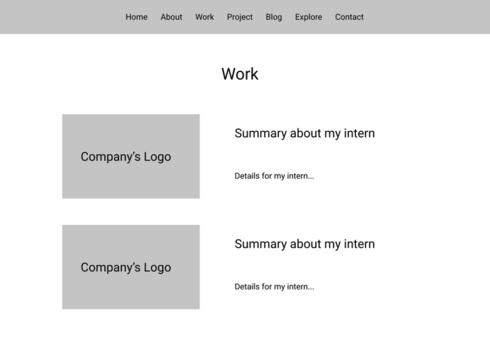 Home About Work Project Blog Explore Contact
Work
Company's Logo
Summary about my intern
Details for my intern...
Company's Logo
Summary about my intern
Details for my intern...